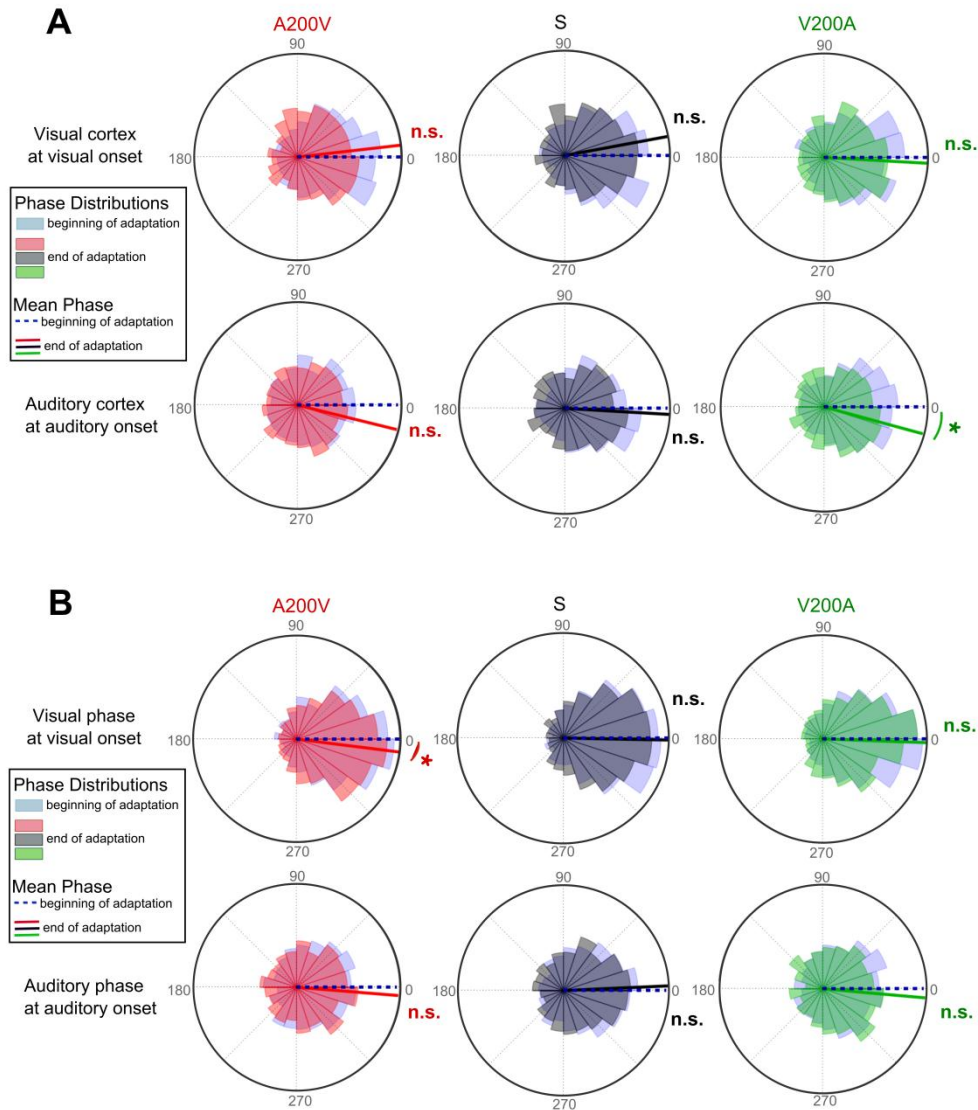 A
A200V
S
V200A
90
90
90
Visual cortex
at visual onset
n.s.
n.s.
n.s.
180
0
180
0
180
0
270
270
270
Phase Distributions
beginning of adaptation
end of adaptation
Mean Phase
beginning of adaptation
end of adaptation
90
90
90
Auditory cortex
at auditory onset
180
0
180
0
180
0
n.s.
n.s.
*
270
270
270
B
A200V
S
V200A
90
90
90
Visual phase
at visual onset
n.s.
n.s.
180
0
180
0
180
0
*
270
270
270
Phase Distributions
beginning of adaptation
end of adaptation
Mean Phase
beginning of adaptation
end of adaptation
90
90
90
Auditory phase
at auditory onset
180
0
180
0
180
0
n.s.
n.s.
n.s.
270
270
270